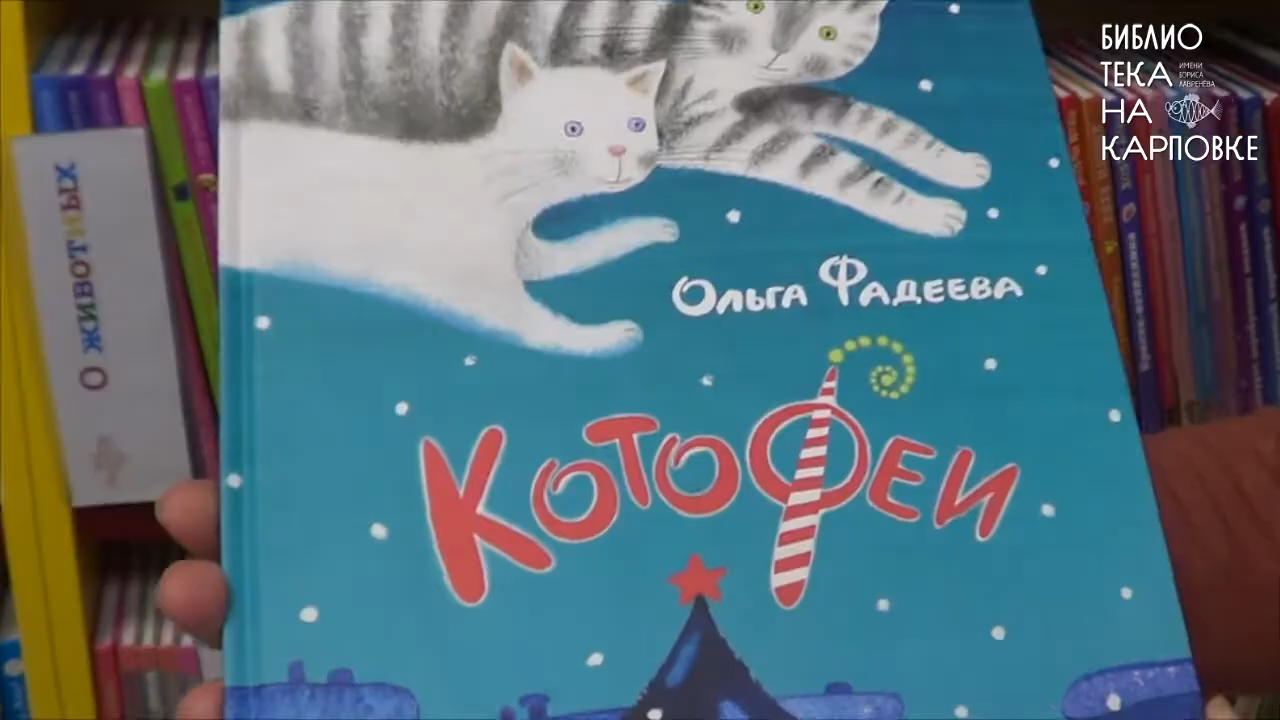 БИБЛИО
ТЕКА
ИМЕНИ
БОРИСА
ЛАВРЕНЁВА
НА
КАРПОВКЕ
О ЖИВОТНЫХ
Ольга Фадеева
Котофеи